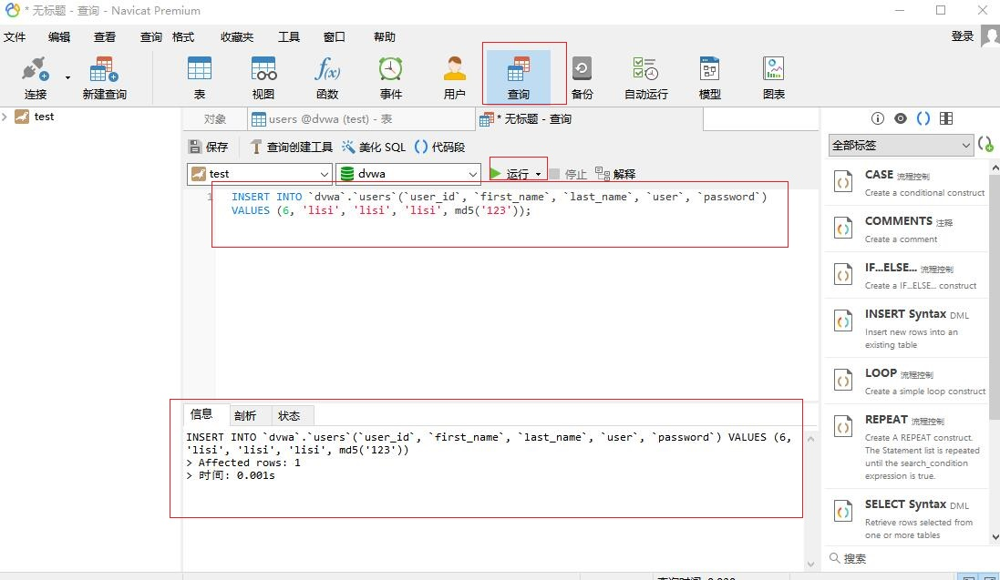 * 无标题 - 查询 - Navicat Premium
文件 编辑 查看 查询 格式 收藏夹 工具 窗口 帮助 登录
连接 新建查询 表 视图 f(x) 函数 事件 用户 查询 备份 自动运行 模型 图表
test
对象 users @dvwa (test) - 表 * 无标题 - 查询
保存 查询创建工具 美化 SQL () 代码段
test dvwa 运行 停止 解释
1 INSERT INTO `dvwa`.`users`(`user_id`, `first_name`, `last_name`, `user`, `password`)
VALUES (6, 'lisi', 'lisi', 'lisi', md5('123'));
信息 剖析 状态
INSERT INTO `dvwa`.`users`(`user_id`, `first_name`, `last_name`, `user`, `password`) VALUES (6,
'lisi', 'lisi', 'lisi', md5('123'))
> Affected rows: 1
> 时间: 0.001s
全部标签
CASE 流程控制
Create a conditional construct
COMMENTS 注释
Create a comment
IF...ELSE... 流程控制
Create a IF...ELSE... construct
INSERT Syntax DML
Insert new rows into an
existing table
LOOP 流程控制
Create a simple loop construct
REPEAT 流程控制
Create A REPEAT construct.
The Statement list is repeated
until the search_condition
expression is true.
SELECT Syntax DML
Retrieve rows selected from
one or more tables
搜索